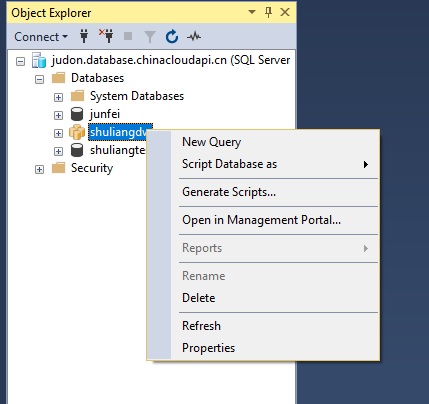 Object Explorer
Connect
judon.database.chinacloudapi.cn (SQL Server
Databases
System Databases
junfei
shuliangdw
shuliangte
Security
New Query
Script Database as
Generate Scripts...
Open in Management Portal...
Reports
Rename
Delete
Refresh
Properties